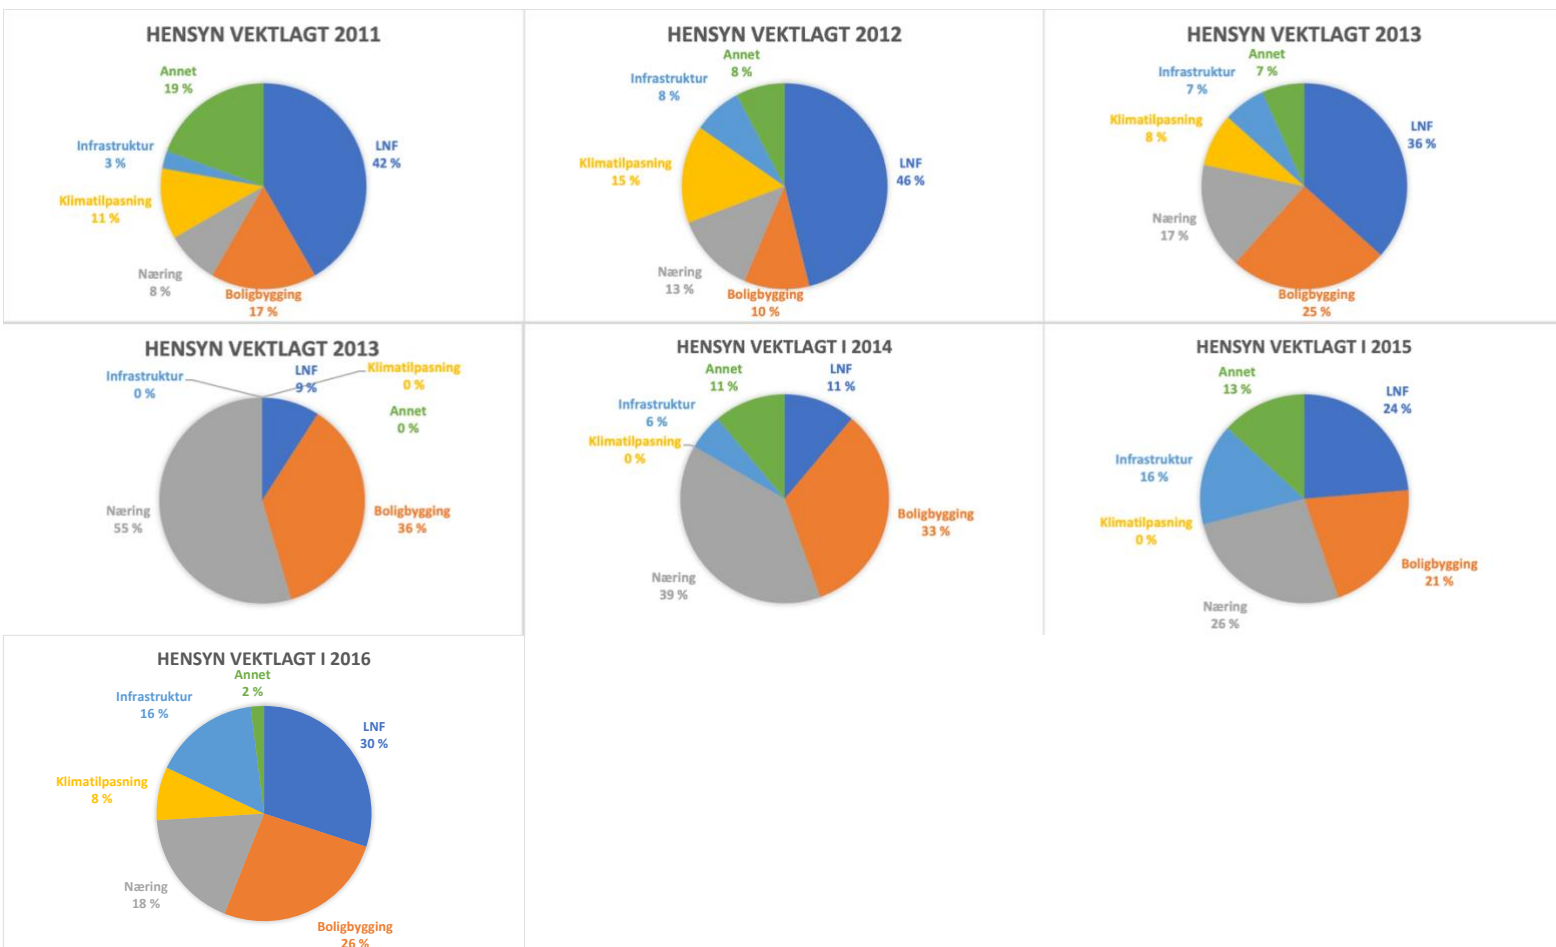 HENSYN VEKTLAGT 2011
Annet
19 %
LNF
42 %
Infrastruktur
3 %
Klimatilpasning
11 %
Næring
8 %
Boligbygging
17 %
HENSYN VEKTLAGT 2012
Annet
8 %
Infrastruktur
8 %
LNF
46 %
Klimatilpasning
15 %
Næring
13 %
Boligbygging
10 %
HENSYN VEKTLAGT 2013
Annet
7 %
Infrastruktur
7 %
Klimatilpasning
8 %
LNF
36 %
Næring
17 %
Boligbygging
25 %
HENSYN VEKTLAGT 2013
LNF
9 %
Klimatilpasning
0 %
Infrastruktur
0 %
Annet
0 %
Næring
55 %
Boligbygging
36 %
HENSYN VEKTLAGT I 2014
Annet
11 %
LNF
11 %
Infrastruktur
6 %
Klimatilpasning
0 %
Boligbygging
33 %
Næring
39 %
HENSYN VEKTLAGT I 2015
Annet
13 %
LNF
24 %
Infrastruktur
16 %
Klimatilpasning
0 %
Boligbygging
21 %
Næring
26 %
HENSYN VEKTLAGT I 2016
Annet
2 %
Infrastruktur
16 %
LNF
30 %
Klimatilpasning
8 %
Næring
18 %
Boligbygging
26 %